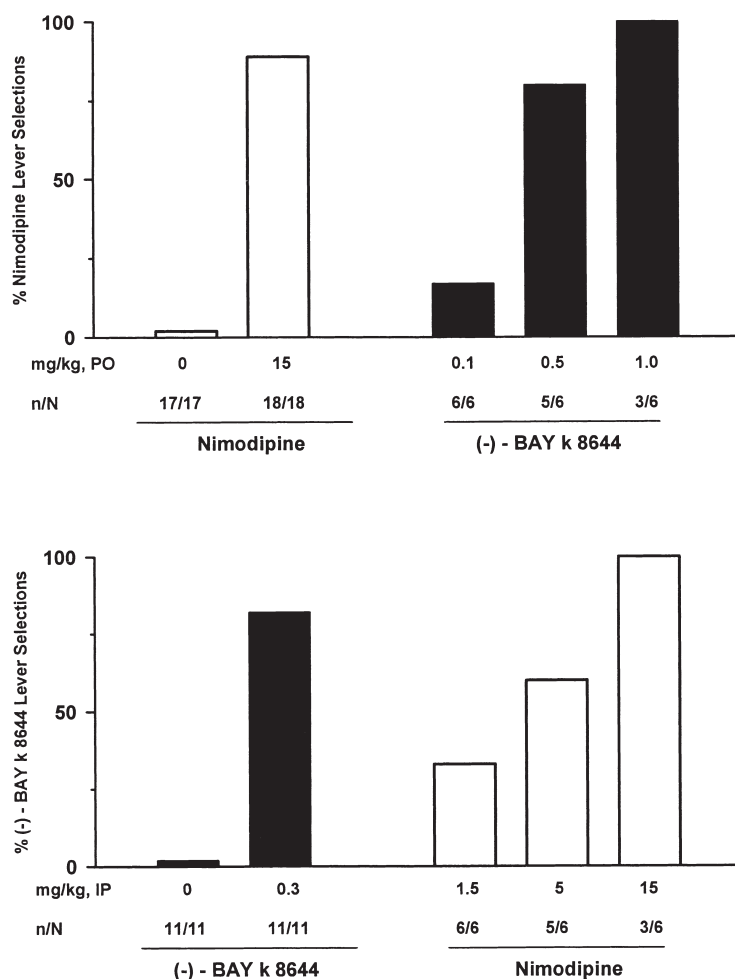 % Nimodipine Lever Selections
100
50
0
mg/kg, PO 0 15 0.1 0.5 1.0
n/N 17/17 18/18 6/6 5/6 3/6
Nimodipine (-) - BAY k 8644
% (-) - BAY k 8644 Lever Selections
100
50
0
mg/kg, IP 0 0.3 1.5 5 15
n/N 11/11 11/11 6/6 5/6 3/6
(-) - BAY k 8644 Nimodipine